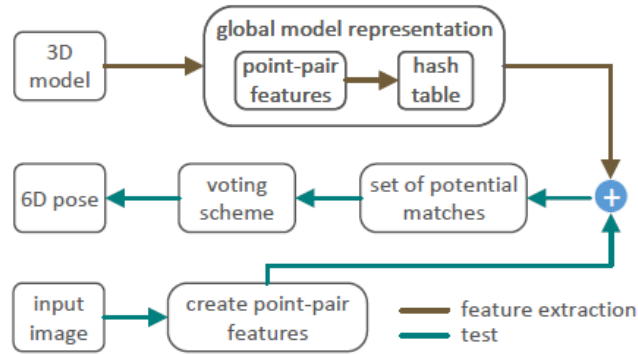 global model representation
3D
model
point-pair
features
hash
table
6D pose
voting
scheme
set of potential
matches
+
input
image
create point-pair
features
feature extraction
test